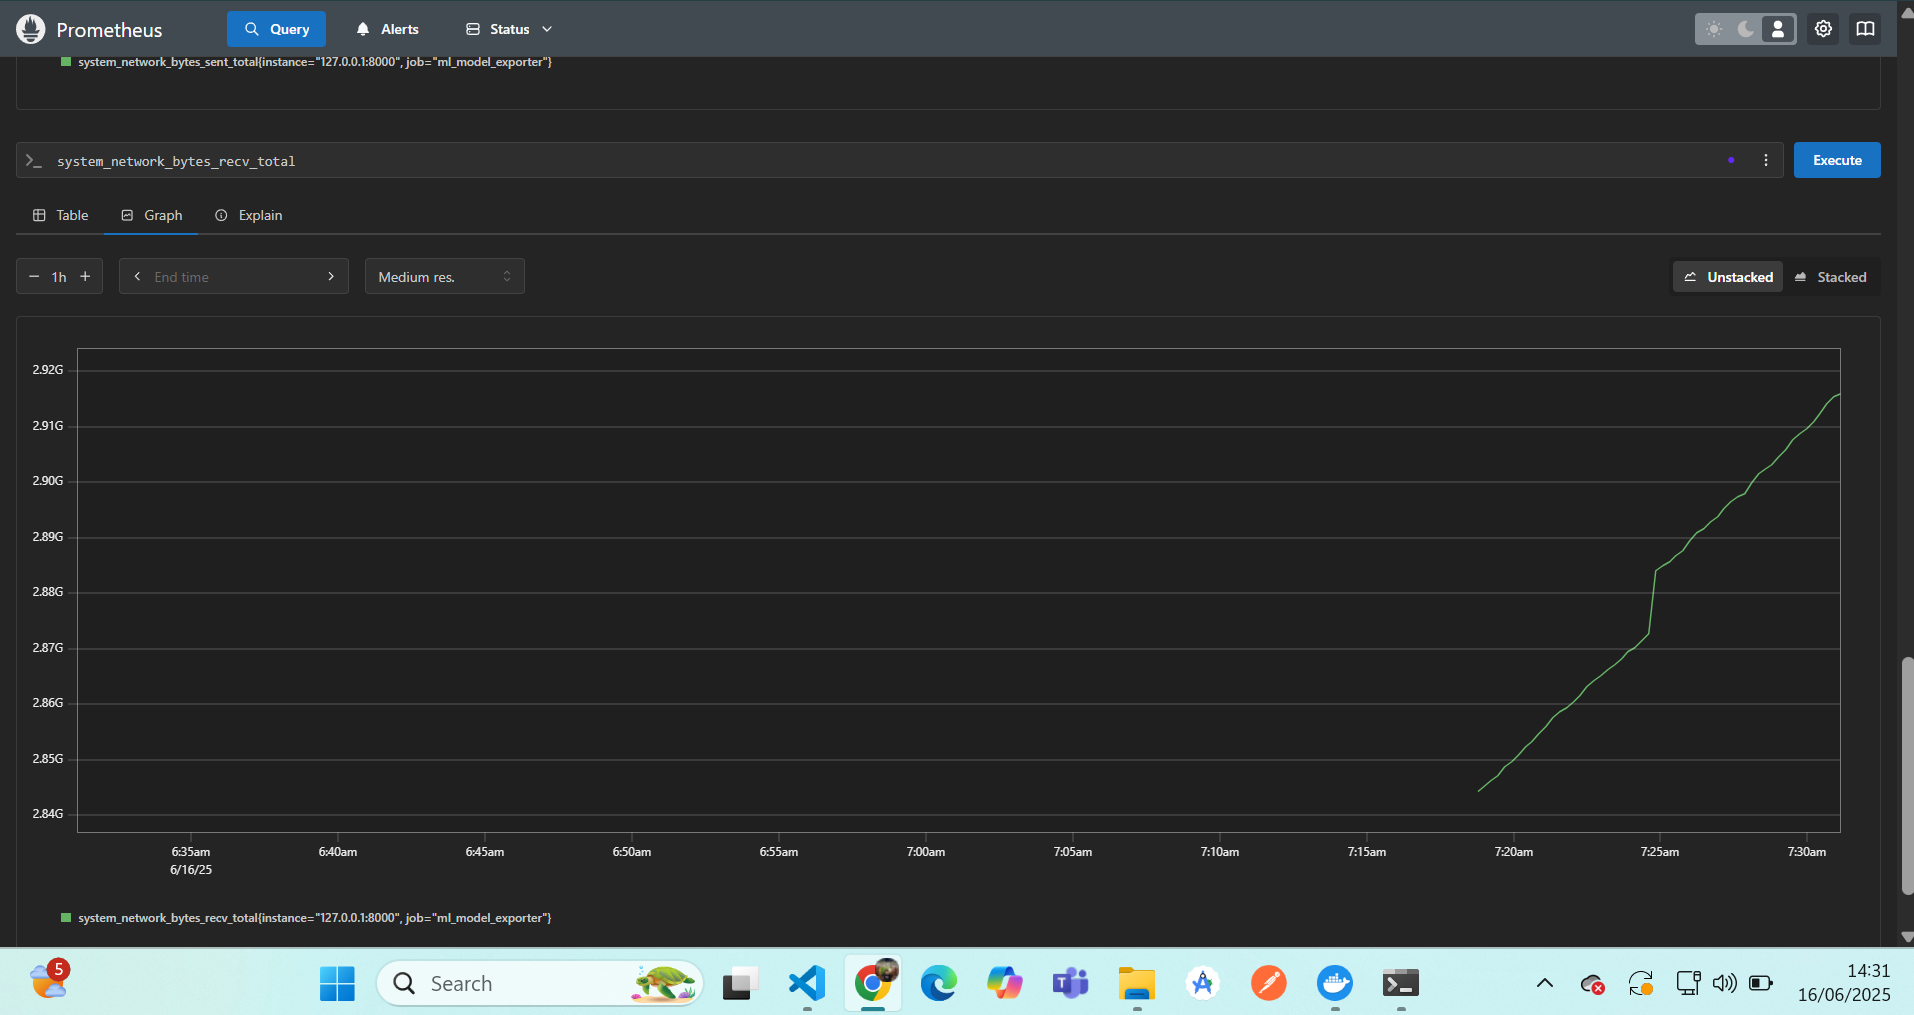 Prometheus Query Alerts Status
system_network_bytes_sent_total{instance="127.0.0.1:8000", job="ml_model_exporter"}
>_ system_network_bytes_recv_total Execute
Table Graph Explain
− 1h + < End time > Medium res. Unstacked Stacked
2.92G
2.91G
2.90G
2.89G
2.88G
2.87G
2.86G
2.85G
2.84G
6:35am 6:40am 6:45am 6:50am 6:55am 7:00am 7:05am 7:10am 7:15am 7:20am 7:25am 7:30am
6/16/25
system_network_bytes_recv_total{instance="127.0.0.1:8000", job="ml_model_exporter"}
5 Search 14:31
16/06/2025